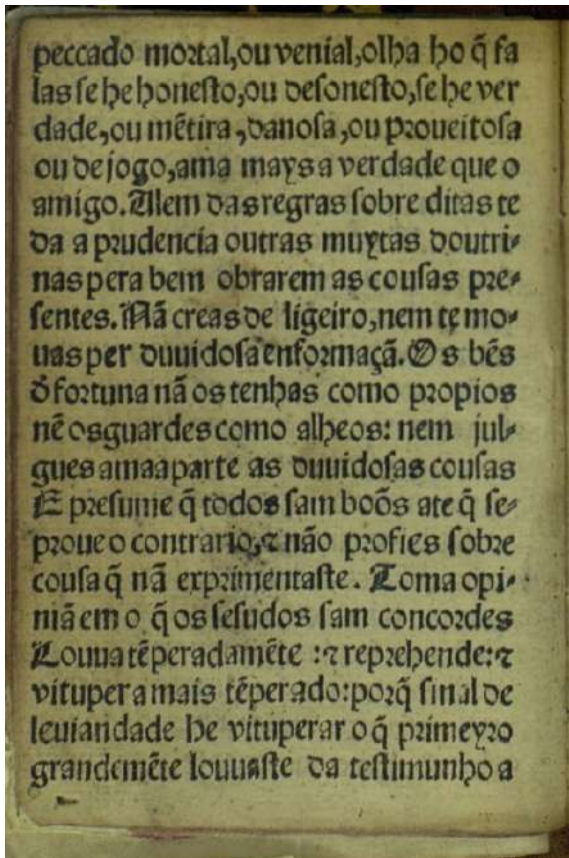 peccado mortal,ou venial,olha ho q̃ fa
las ſe he honeſto,ou deſoneſto,ſe he ver
dade,ou mẽtira,danoſa,ou proueitoſa
ou de jogo,ama mays a verdade que o
amigo. Alem das regras ſobre ditas te
da a prudencia outras muytas doutri-
nas pera bem obrarem as couſas pre-
ſentes. Nã creas de ligeiro,nem te mo-
uas per duuidoſa enformaçã. Os bẽs
d̃ fortuna nã os tenhas como propios
nẽ os guardes como alheos: nem jul-
gues a maa parte as duuidoſas couſas
E preſume q̃ todos ſam boõs ate q̃ ſe
proue o contrario,⁊ não profies ſobre
couſa q̃ nã exprimentaſte. Toma opi-
niã em o q̃ os ſeſudos ſam concordes
Louua tẽperadamẽte :⁊ reprehende:⁊
vitupera mais tẽperado:porq̃ ſinal de
leuiandade he vituperar o q̃ primeyro
grandemẽte louuaſte da teſtimunho a